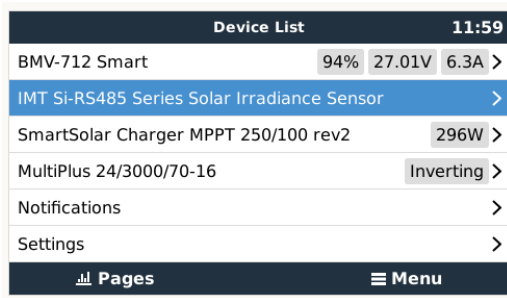 Device List 11:59
BMV-712 Smart 94% 27.01V 6.3A
IMT Si-RS485 Series Solar Irradiance Sensor
SmartSolar Charger MPPT 250/100 rev2 296W
MultiPlus 24/3000/70-16 Inverting
Notifications
Settings
Pages Menu